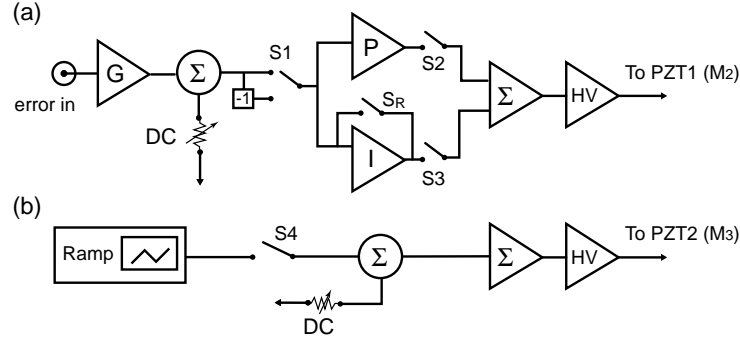 (a)
error in
G
Σ
DC
-1
S1
P
S2
SR
I
S3
Σ
HV
To PZT1 (M2)
(b)
Ramp
S4
Σ
DC
Σ
HV
To PZT2 (M3)